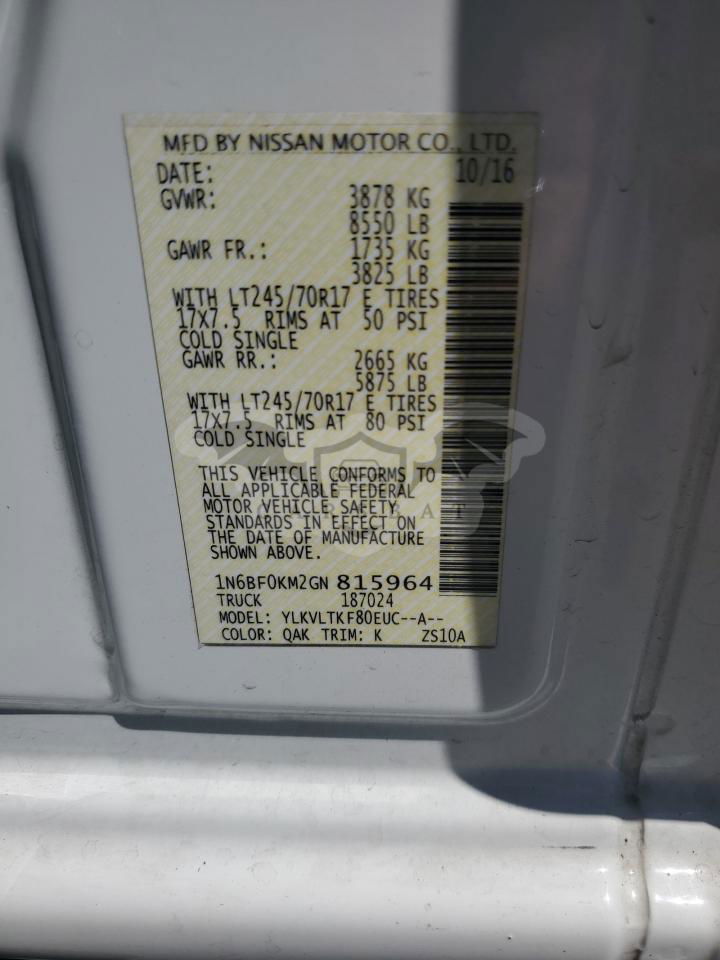 MFD BY NISSAN MOTOR CO., LTD.
DATE: 10/16
GVWR: 3878 KG
8550 LB
GAWR FR.: 1735 KG
3825 LB
WITH LT245/70R17 E TIRES
17X7.5 RIMS AT 50 PSI
COLD SINGLE
GAWR RR.: 2665 KG
5875 LB
WITH LT245/70R17 E TIRES
17X7.5 RIMS AT 80 PSI
COLD SINGLE
THIS VEHICLE CONFORMS TO
ALL APPLICABLE FEDERAL
MOTOR VEHICLE SAFETY
STANDARDS IN EFFECT ON
THE DATE OF MANUFACTURE
SHOWN ABOVE.
1N6BF0KM2GN 815964
TRUCK 187024
MODEL: YLKVLTKF80EUC--A--
COLOR: QAK TRIM: K ZS10A